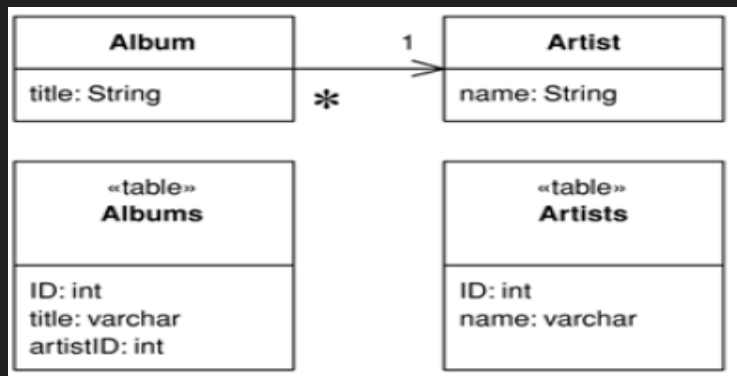 Album
title: String
1
*
Artist
name: String
«table»
Albums
ID: int
title: varchar
artistID: int
«table»
Artists
ID: int
name: varchar